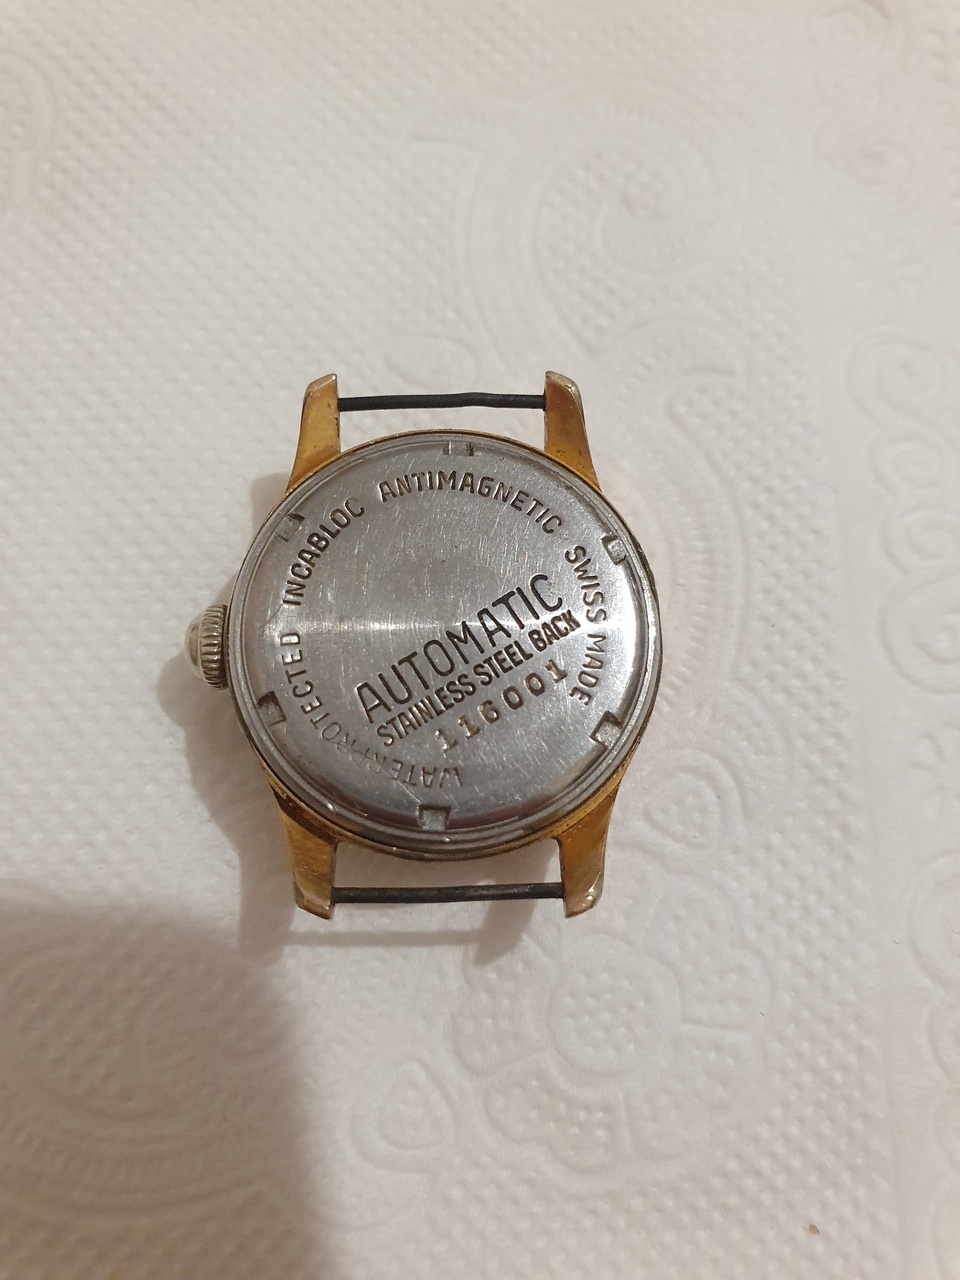 WATERPROTECTED INCABLOC ANTIMAGNETIC SWISS MADE
AUTOMATIC
STAINLESS STEEL BACK
116001